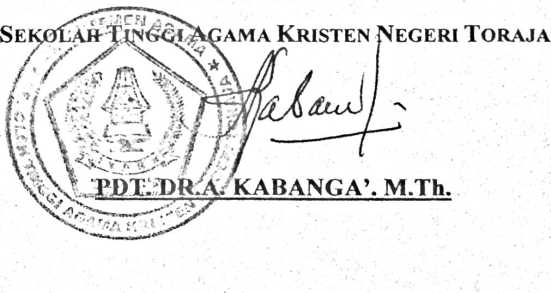 SEKOLAH TINGGI AGAMA KRISTEN NEGERI TORAJA
PDT. DR.A. KABANGA'. M.Th.